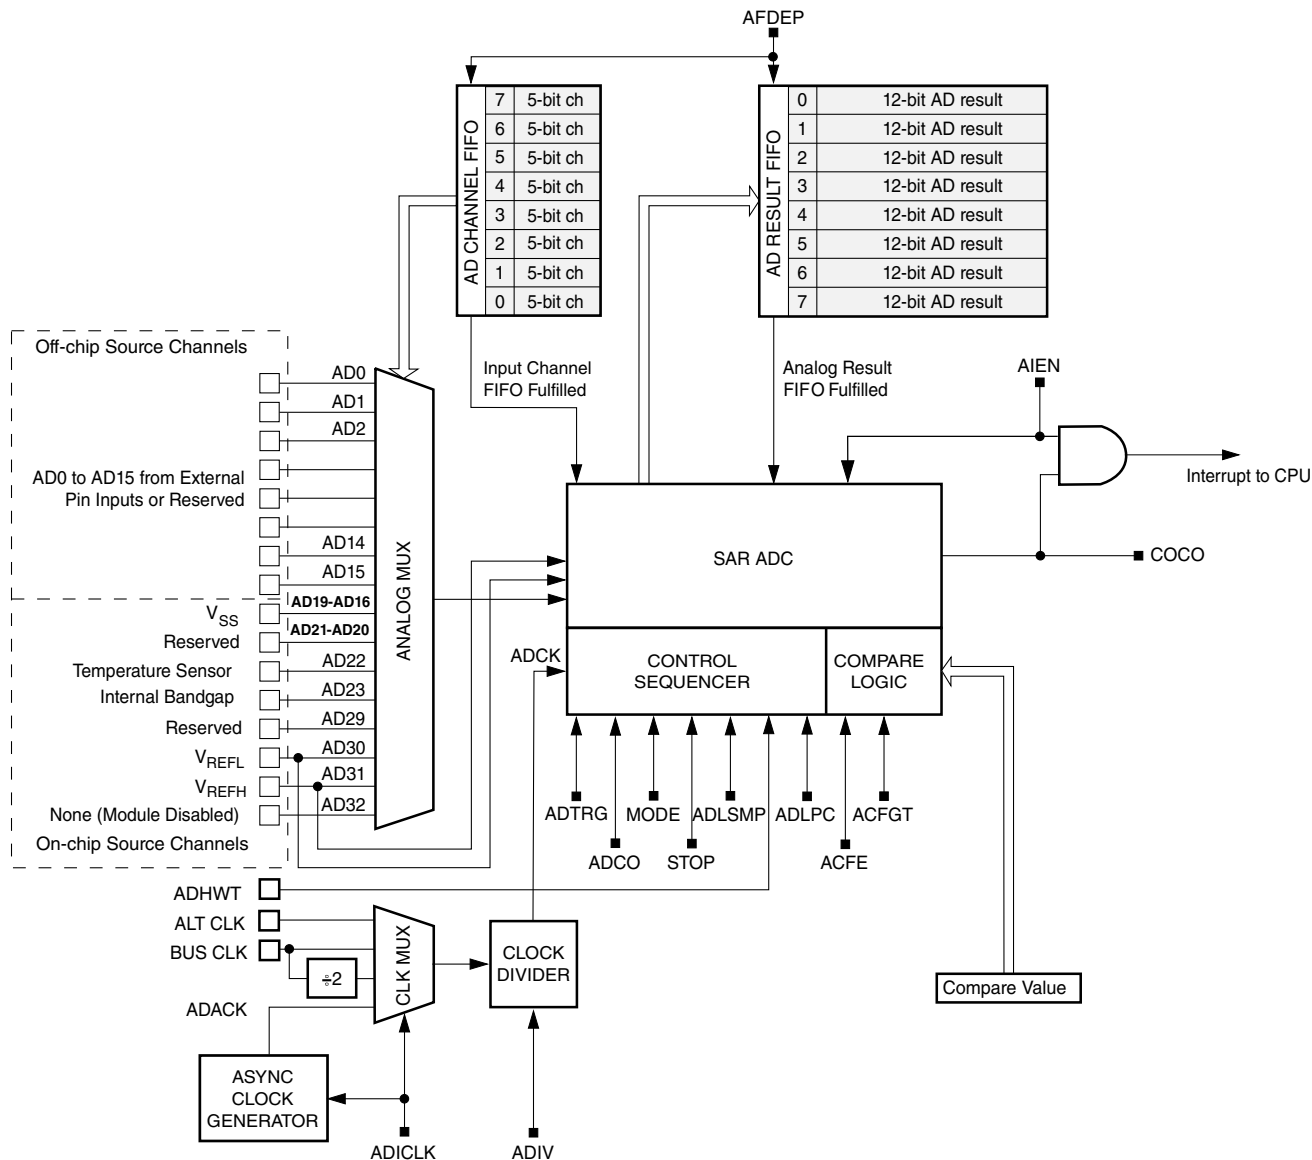 AFDEP
AD CHANNEL FIFO
7 5-bit ch
6 5-bit ch
5 5-bit ch
4 5-bit ch
3 5-bit ch
2 5-bit ch
1 5-bit ch
0 5-bit ch
AD RESULT FIFO
0 12-bit AD result
1 12-bit AD result
2 12-bit AD result
3 12-bit AD result
4 12-bit AD result
5 12-bit AD result
6 12-bit AD result
7 12-bit AD result
Off-chip Source Channels
AD0
AD1
AD2
AD0 to AD15 from External
Pin Inputs or Reserved
AD14
AD15
VSS AD19-AD16
Reserved AD21-AD20
Temperature Sensor AD22
Internal Bandgap AD23
Reserved AD29
VREFL AD30
VREFH AD31
None (Module Disabled) AD32
On-chip Source Channels
ANALOG MUX
Input Channel
FIFO Fulfilled
Analog Result
FIFO Fulfilled
AIEN
Interrupt to CPU
SAR ADC
COCO
ADCK
CONTROL
SEQUENCER
COMPARE
LOGIC
ADTRG
MODE
ADLSMP
ADLPC
ACFGT
ADCO
STOP
ACFE
ADHWT
ALT CLK
BUS CLK
÷2
ADACK
CLK MUX
CLOCK
DIVIDER
Compare Value
ASYNC
CLOCK
GENERATOR
ADICLK
ADIV